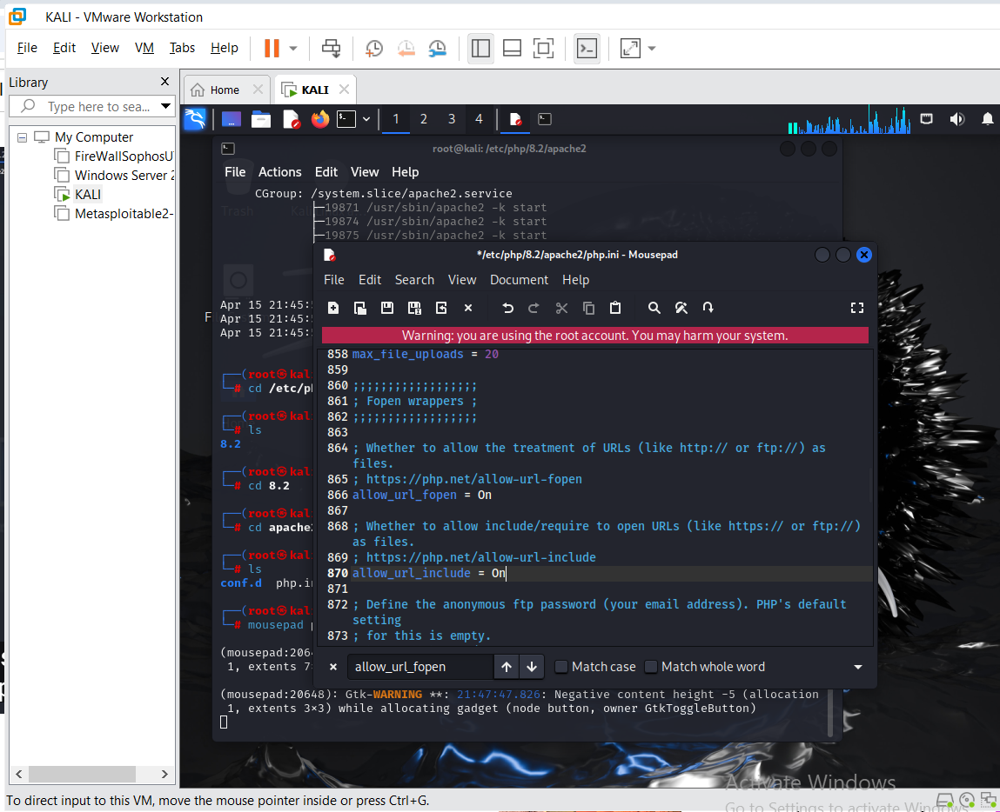 KALI - VMware Workstation
File Edit View VM Tabs Help
Library
Type here to sea...
My Computer
FireWallSophosU
Windows Server 2
KALI
Metasploitable2-
Home
KALI
1 2 3 4
root@kali: /etc/php/8.2/apache2
File Actions Edit View Help
CGroup: /system.slice/apache2.service
├─19871 /usr/sbin/apache2 -k start
├─19874 /usr/sbin/apache2 -k start
├─19875 /usr/sbin/apache2 -k start
Trash
Apr 15 21:45:
Apr 15 21:45:
Apr 15 21:45:
┌──(root㉿kal
└─# cd /etc/ph
┌──(root㉿kal
└─# ls
8.2
┌──(root㉿kal
└─# cd 8.2
┌──(root㉿kal
└─# cd apache2
┌──(root㉿kal
└─# ls
conf.d php.in
┌──(root㉿kal
└─# mousepad p
(mousepad:2064
1, extents 7
*/etc/php/8.2/apache2/php.ini - Mousepad
File Edit Search View Document Help
Warning: you are using the root account. You may harm your system.
858 max_file_uploads = 20
859
860 ;;;;;;;;;;;;;;;;;;
861 ; Fopen wrappers ;
862 ;;;;;;;;;;;;;;;;;;
863
864 ; Whether to allow the treatment of URLs (like http:// or ftp://) as
files.
865 ; https://php.net/allow-url-fopen
866 allow_url_fopen = On
867
868 ; Whether to allow include/require to open URLs (like https:// or ftp://)
as files.
869 ; https://php.net/allow-url-include
870 allow_url_include = On
871
872 ; Define the anonymous ftp password (your email address). PHP's default
setting
873 ; for this is empty.
allow_url_fopen
Match case
Match whole word
(mousepad:20648): Gtk-WARNING **: 21:47:47.826: Negative content height -5 (allocation
1, extents 3×3) while allocating gadget (node button, owner GtkToggleButton)
Activate Windows
Go to Settings to activate Windows.
To direct input to this VM, move the mouse pointer inside or press Ctrl+G.